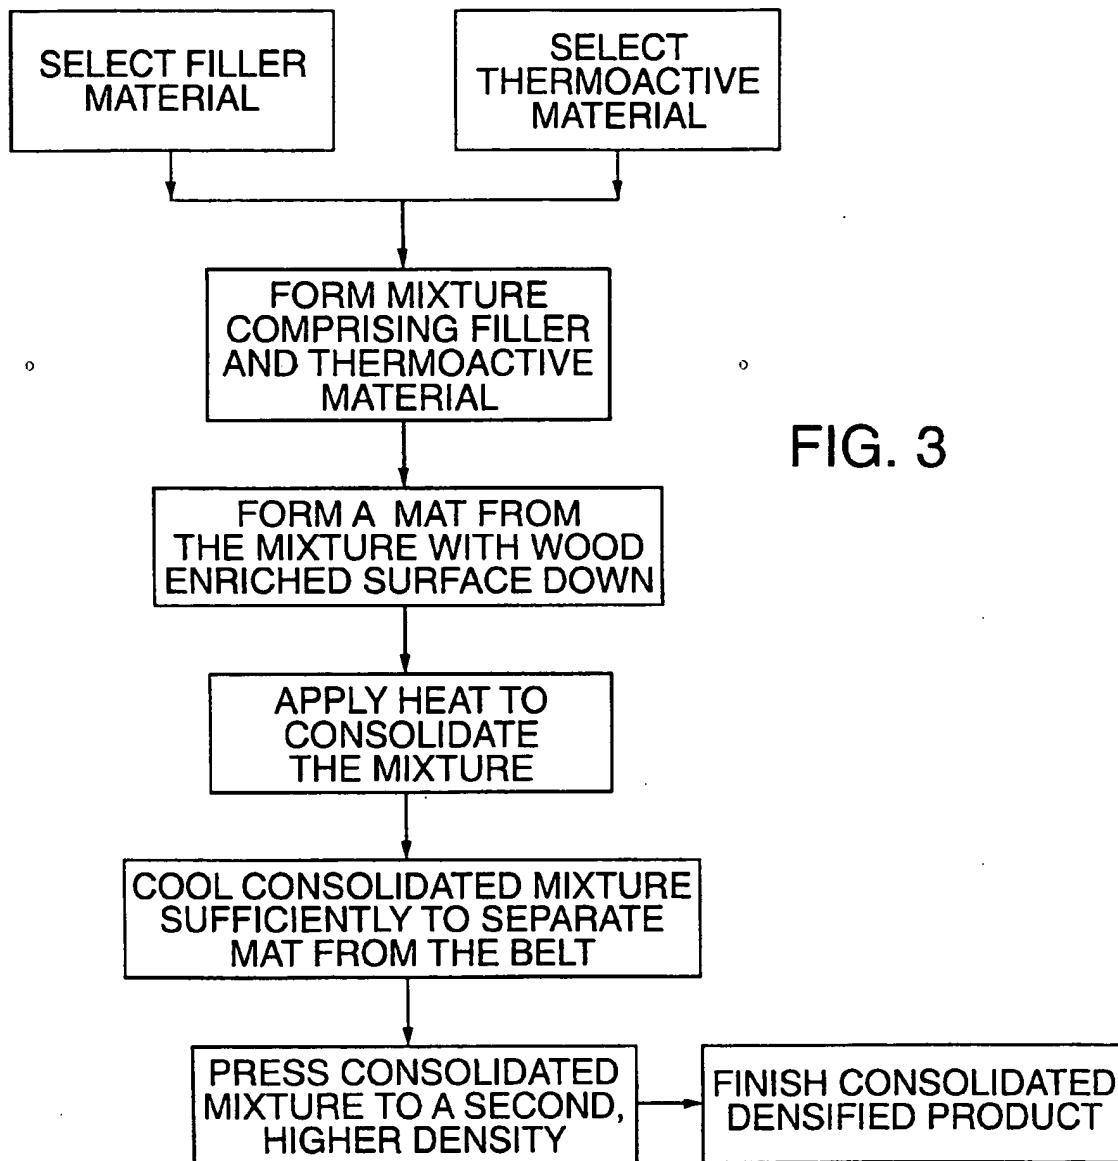 SELECT FILLER
MATERIAL
SELECT
THERMOACTIVE
MATERIAL
FORM MIXTURE
COMPRISING FILLER
AND THERMOACTIVE
MATERIAL
FIG. 3
FORM A MAT FROM
THE MIXTURE WITH WOOD
ENRICHED SURFACE DOWN
APPLY HEAT TO
CONSOLIDATE
THE MIXTURE
COOL CONSOLIDATED MIXTURE
SUFFICIENTLY TO SEPARATE
MAT FROM THE BELT
PRESS CONSOLIDATED
MIXTURE TO A SECOND,
HIGHER DENSITY
FINISH CONSOLIDATED
DENSIFIED PRODUCT